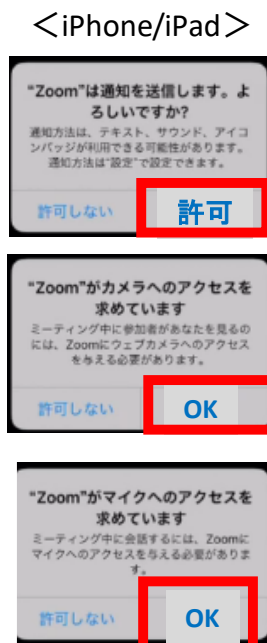 ＜iPhone/iPad＞
“Zoom”は通知を送信します。よ
ろしいですか?
通知方法は、テキスト、サウンド、アイコ
ンバッジが利用できる可能性があります。
通知方法は“設定”で設定できます。
許可しない 許可
“Zoom”がカメラへのアクセスを
求めています
ミーティング中に参加者があなたを見るの
には、Zoomにウェブカメラへのアクセス
を与える必要があります。
許可しない OK
“Zoom”がマイクへのアクセスを
求めています
ミーティング中に会話するには、Zoomに
マイクへのアクセスを与える必要がありま
す。
許可しない OK